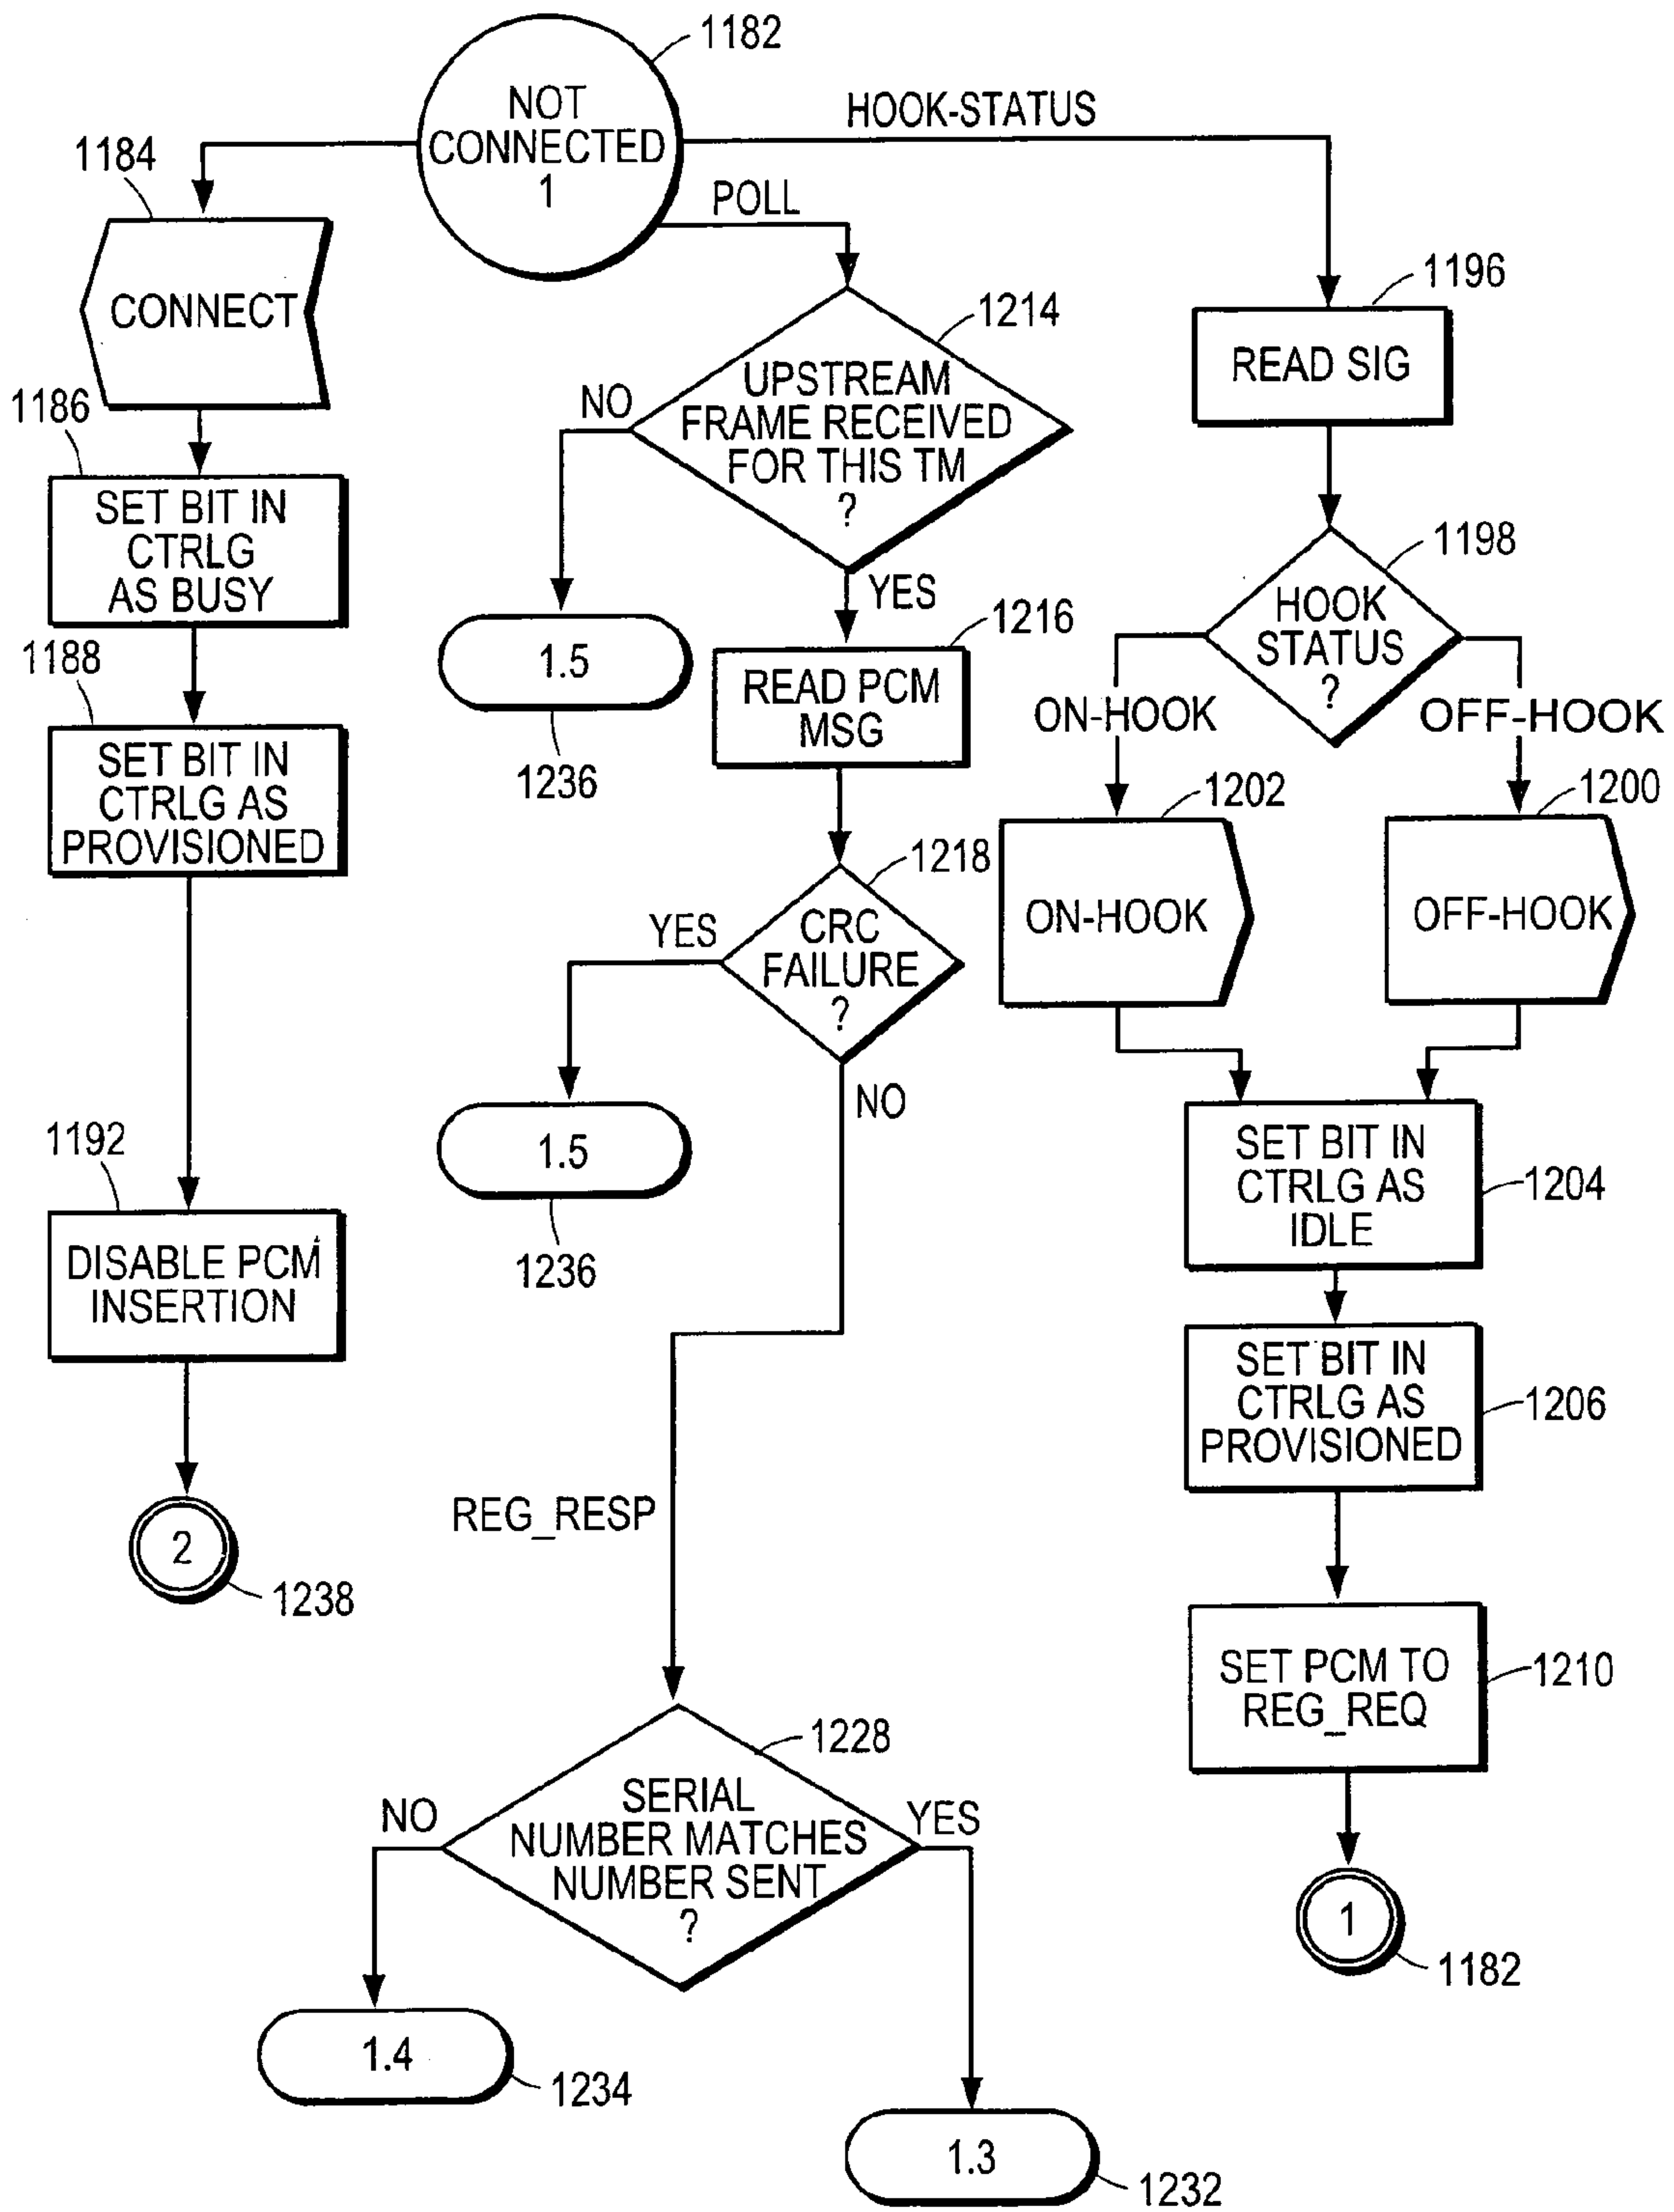 1182
NOT
CONNECTED
1
HOOK-STATUS
POLL
1184
CONNECT
1186
SET BIT IN
CTRLG
AS BUSY
1188
SET BIT IN
CTRLG AS
PROVISIONED
1192
DISABLE PCM
INSERTION
2
1238
1214
UPSTREAM
FRAME RECEIVED
FOR THIS TM
?
NO
1.5
1236
YES
1216
READ PCM
MSG
1218
CRC
FAILURE
?
YES
1.5
1236
NO
REG_RESP
1228
SERIAL
NUMBER MATCHES
NUMBER SENT
?
NO
1.4
1234
YES
1.3
1232
1196
READ SIG
1198
HOOK
STATUS
?
ON-HOOK
OFF-HOOK
1202
ON-HOOK
1200
OFF-HOOK
SET BIT IN
CTRLG AS
IDLE
1204
SET BIT IN
CTRLG AS
PROVISIONED
1206
SET PCM TO
REG_REQ
1210
1
1182